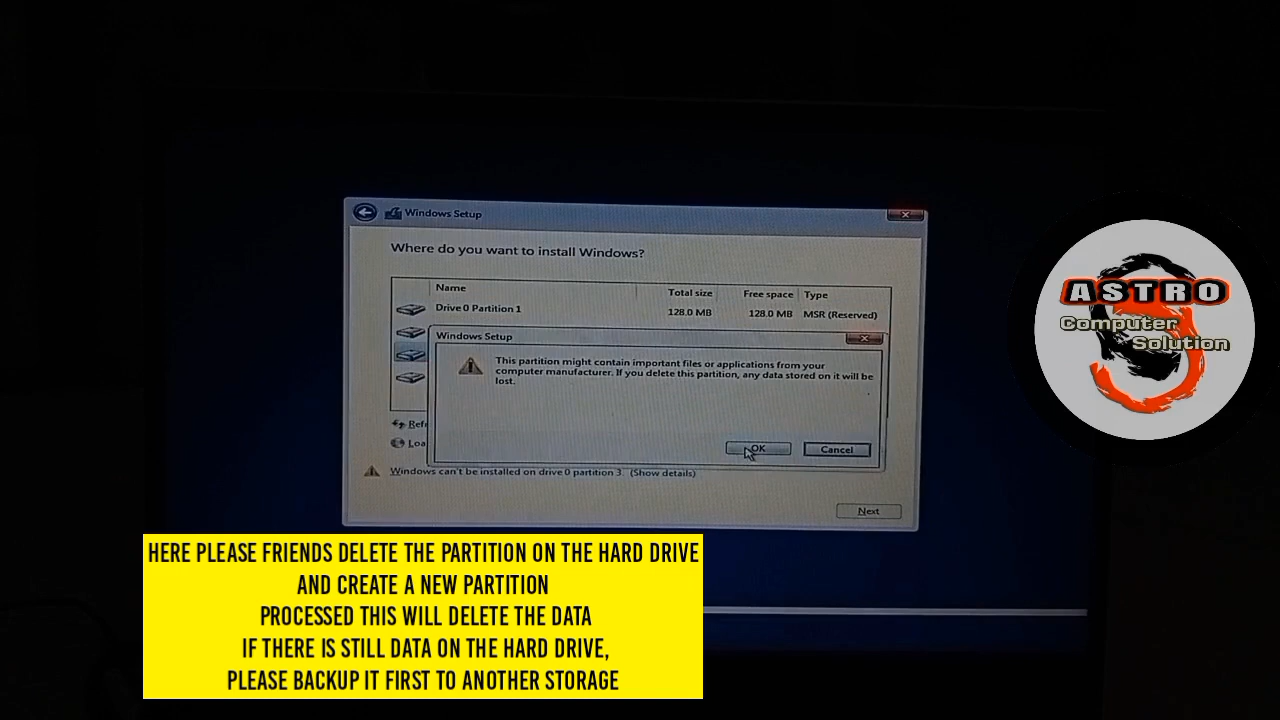 Windows Setup
Where do you want to install Windows?
Name Total size Free space Type
Drive 0 Partition 1 128.0 MB 128.0 MB MSR (Reserved)
Windows Setup
This partition might contain important files or applications from your
computer manufacturer. If you delete this partition, any data stored on it will be
lost.
OK Cancel
Windows can't be installed on drive 0 partition 3. (Show details)
Next
ASTRO
Computer
Solution
HERE PLEASE FRIENDS DELETE THE PARTITION ON THE HARD DRIVE
AND CREATE A NEW PARTITION
PROCESSED THIS WILL DELETE THE DATA
IF THERE IS STILL DATA ON THE HARD DRIVE,
PLEASE BACKUP IT FIRST TO ANOTHER STORAGE